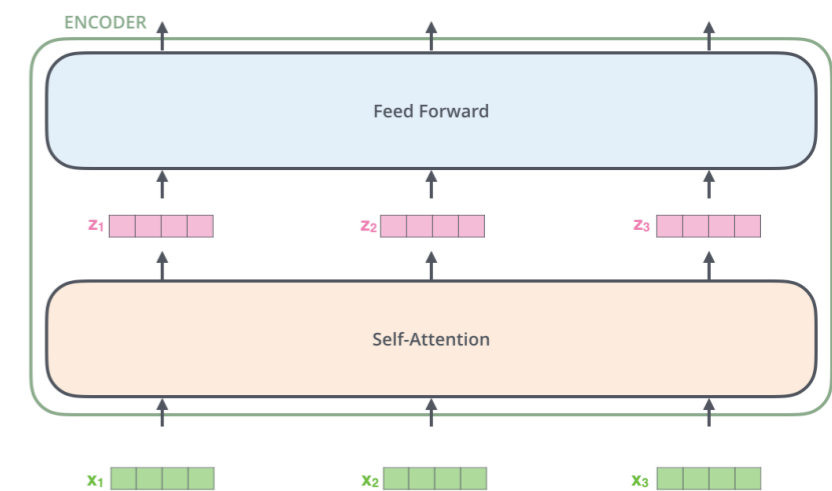 ENCODER
Feed Forward
z₁ z₂ z₃
Self-Attention
x₁ x₂ x₃